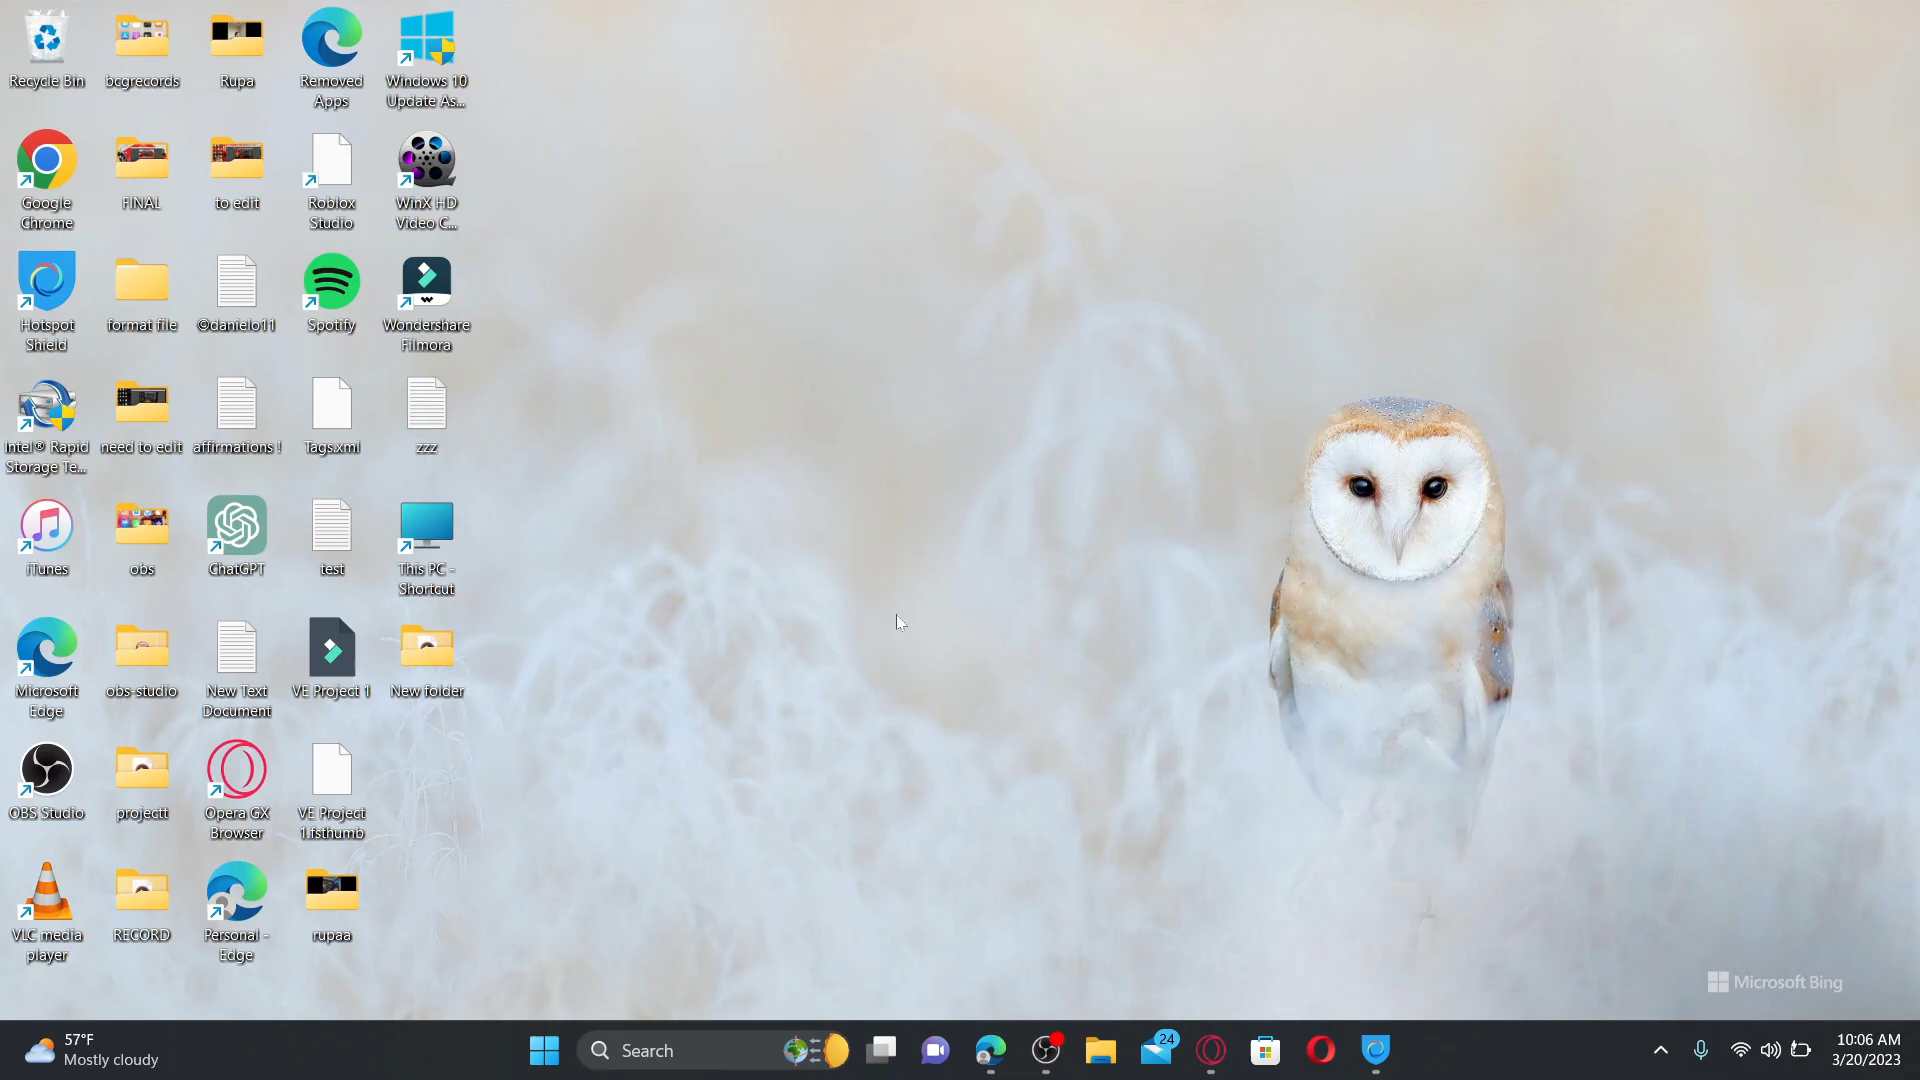 Recycle Bin
bcgrecords
Rupa
Removed
Apps
Windows 10
Update As...
Google
Chrome
FINAL
to edit
Roblox
Studio
WinX HD
Video C...
Hotspot
Shield
format file
©danielo11
Spotify
Wondershare
Filmora
Intel® Rapid
Storage Te...
need to edit
affirmations !
Tags.xml
zzz
iTunes
obs
ChatGPT
test
This PC -
Shortcut
Microsoft
Edge
obs-studio
New Text
Document
VE Project 1
New folder
OBS Studio
projectt
Opera GX
Browser
VE Project
1.fsthumb
VLC media
player
RECORD
Personal -
Edge
rupaa
Microsoft Bing
57°F
Mostly cloudy
Search
24
10:06 AM
3/20/2023